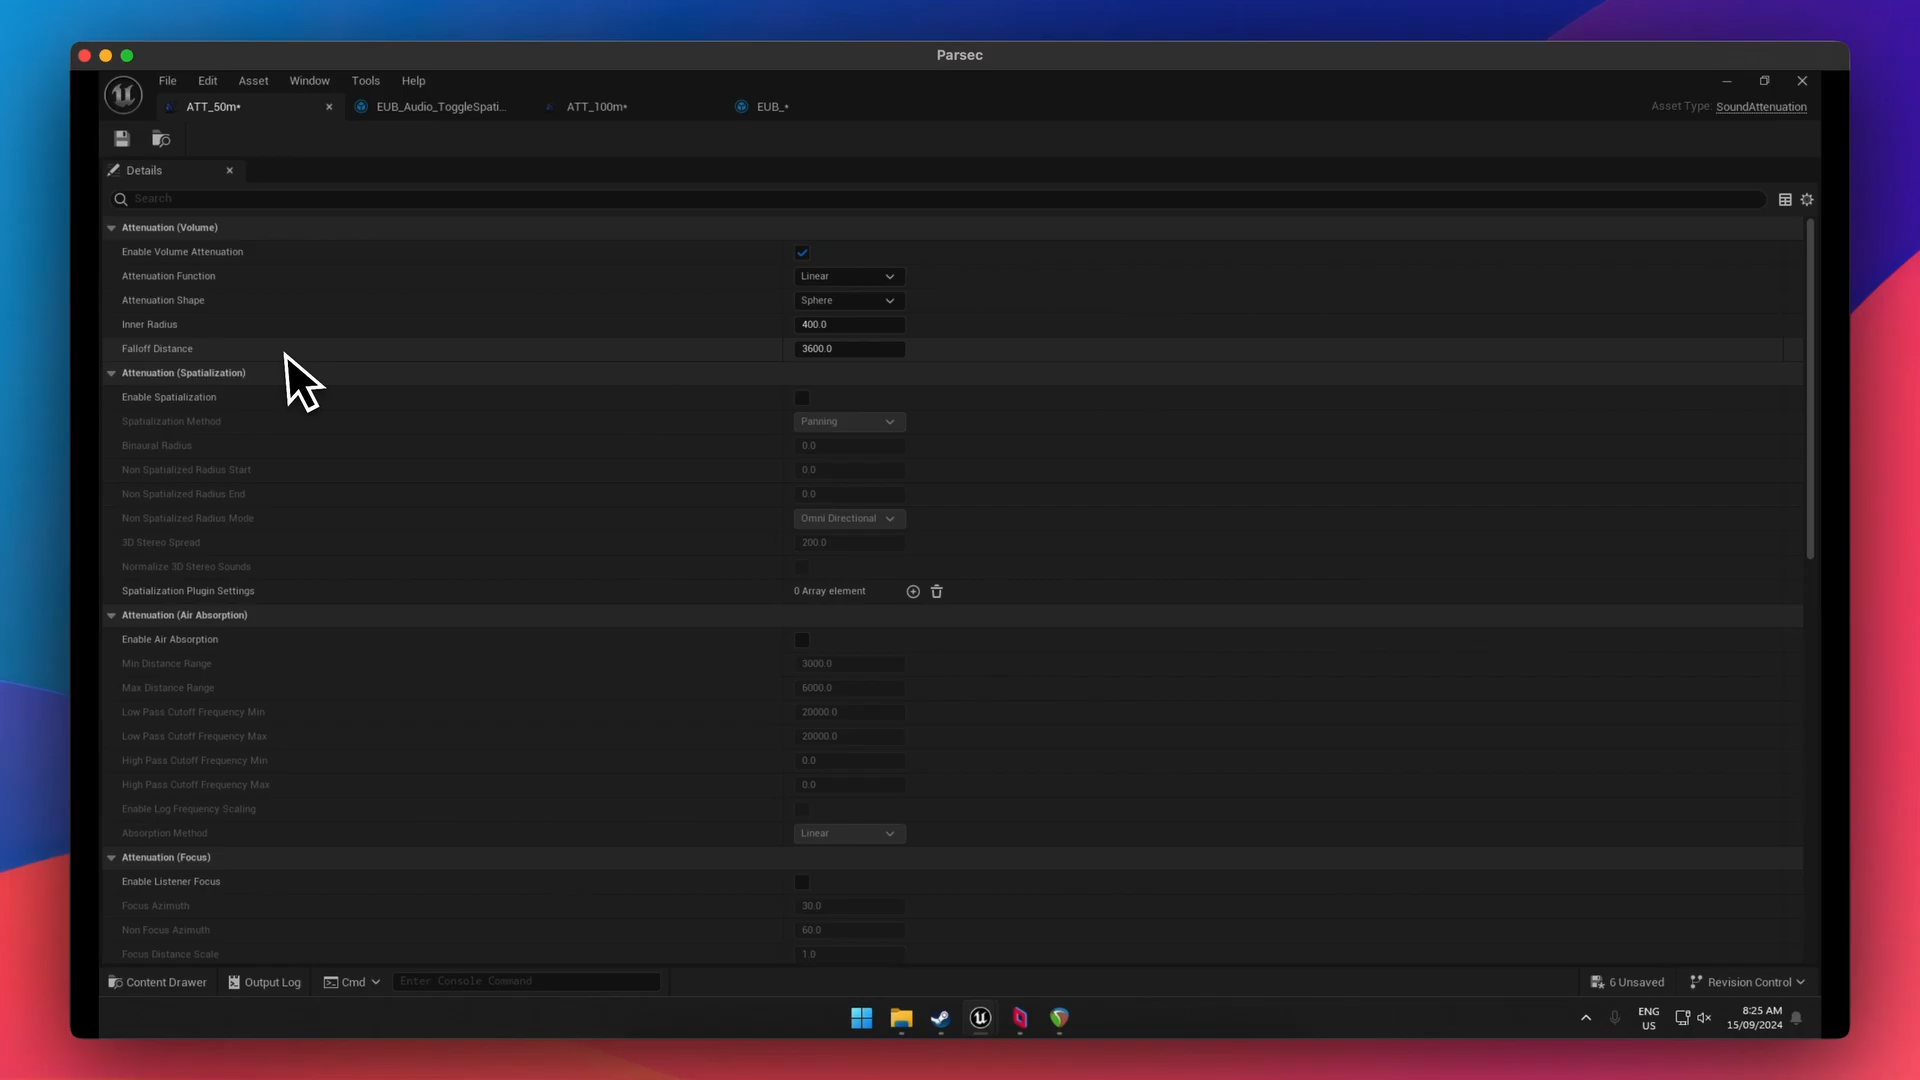 Parsec
File Edit Asset Window Tools Help
ATT_50m* EUB_Audio_ToggleSpati... ATT_100m* EUB_* Asset Type: SoundAttenuation
Details
Search
Attenuation (Volume)
Enable Volume Attenuation
Attenuation Function Linear
Attenuation Shape Sphere
Inner Radius 400.0
Falloff Distance 3600.0
Attenuation (Spatialization)
Enable Spatialization
Spatialization Method Panning
Binaural Radius 0.0
Non Spatialized Radius Start 0.0
Non Spatialized Radius End 0.0
Non Spatialized Radius Mode Omni Directional
3D Stereo Spread 200.0
Normalize 3D Stereo Sounds
Spatialization Plugin Settings 0 Array element
Attenuation (Air Absorption)
Enable Air Absorption
Min Distance Range 3000.0
Max Distance Range 6000.0
Low Pass Cutoff Frequency Min 20000.0
Low Pass Cutoff Frequency Max 20000.0
High Pass Cutoff Frequency Min 0.0
High Pass Cutoff Frequency Max 0.0
Enable Log Frequency Scaling
Absorption Method Linear
Attenuation (Focus)
Enable Listener Focus
Focus Azimuth 30.0
Non Focus Azimuth 60.0
Focus Distance Scale 1.0
Content Drawer Output Log Cmd Enter Console Command 6 Unsaved Revision Control
ENG 8:25 AM
US 15/09/2024